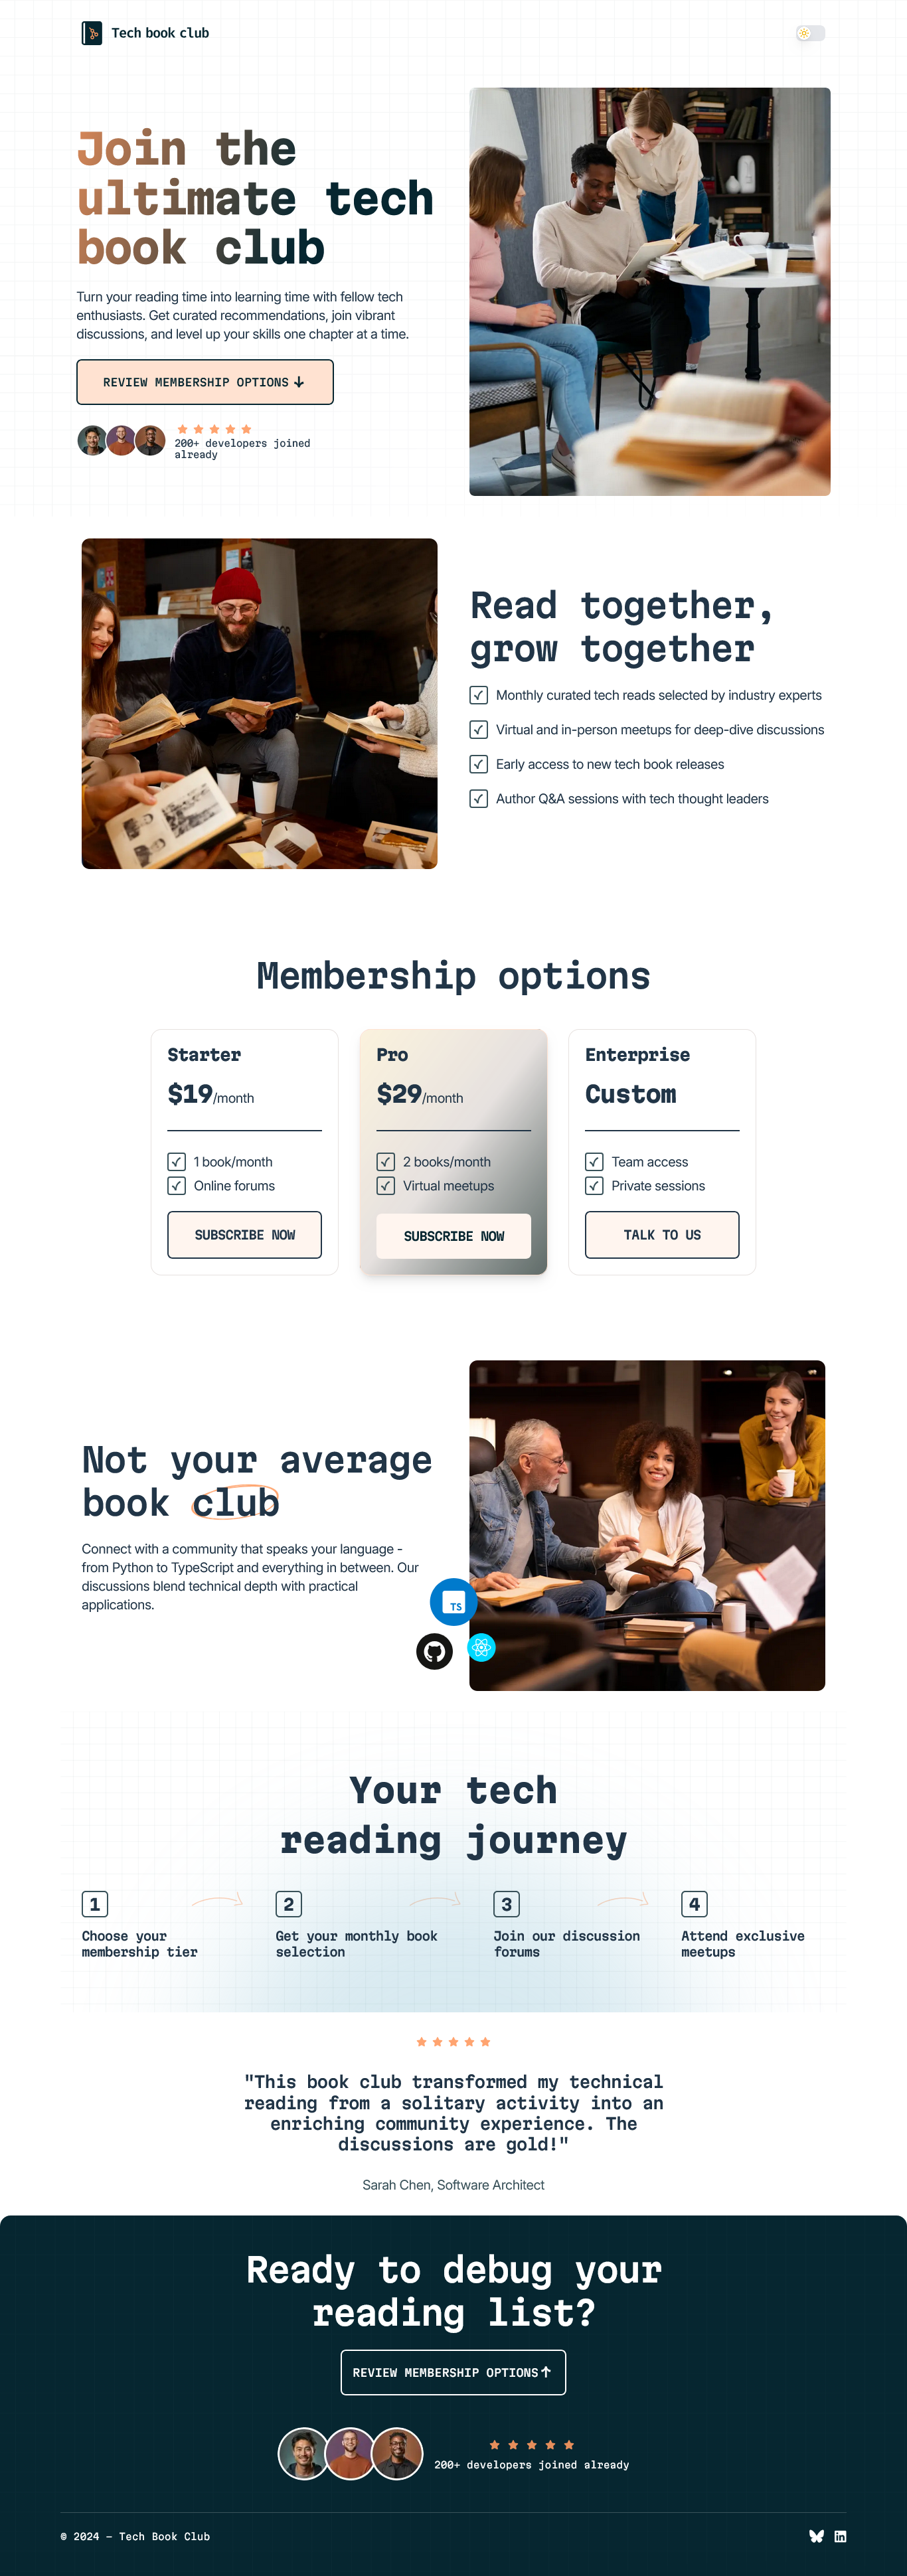 Tech book club
Join the
ultimate tech
book club
Turn your reading time into learning time with fellow tech
enthusiasts. Get curated recommendations, join vibrant
discussions, and level up your skills one chapter at a time.
REVIEW MEMBERSHIP OPTIONS
200+ developers joined
already
Read together,
grow together
Monthly curated tech reads selected by industry experts
Virtual and in-person meetups for deep-dive discussions
Early access to new tech book releases
Author Q&A sessions with tech thought leaders
Membership options
Starter
$19/month
1 book/month
Online forums
SUBSCRIBE NOW
Pro
$29/month
2 books/month
Virtual meetups
SUBSCRIBE NOW
Enterprise
Custom
Team access
Private sessions
TALK TO US
Not your average
book club
Connect with a community that speaks your language -
from Python to TypeScript and everything in between. Our
discussions blend technical depth with practical
applications.
TS
Your tech
reading journey
1
Choose your
membership tier
2
Get your monthly book
selection
3
Join our discussion
forums
4
Attend exclusive
meetups
"This book club transformed my technical
reading from a solitary activity into an
enriching community experience. The
discussions are gold!"
Sarah Chen, Software Architect
Ready to debug your
reading list?
REVIEW MEMBERSHIP OPTIONS
200+ developers joined already
© 2024 – Tech Book Club
in